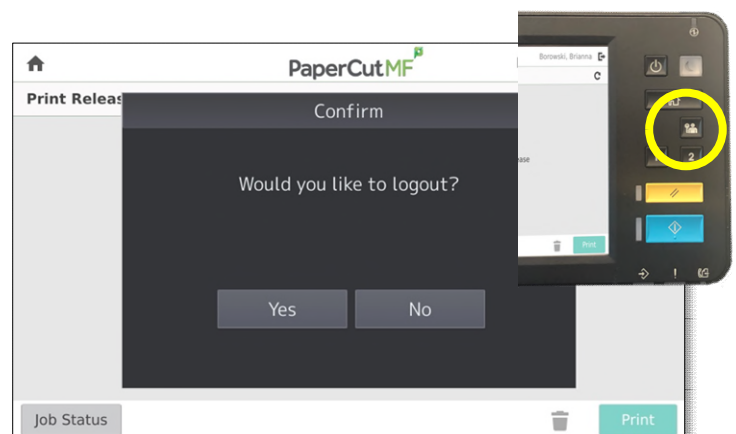 PaperCutMF
Print Releas
Confirm
Would you like to logout?
Yes
No
Job Status
Print
Borowski, Brianna
ease
Print
2